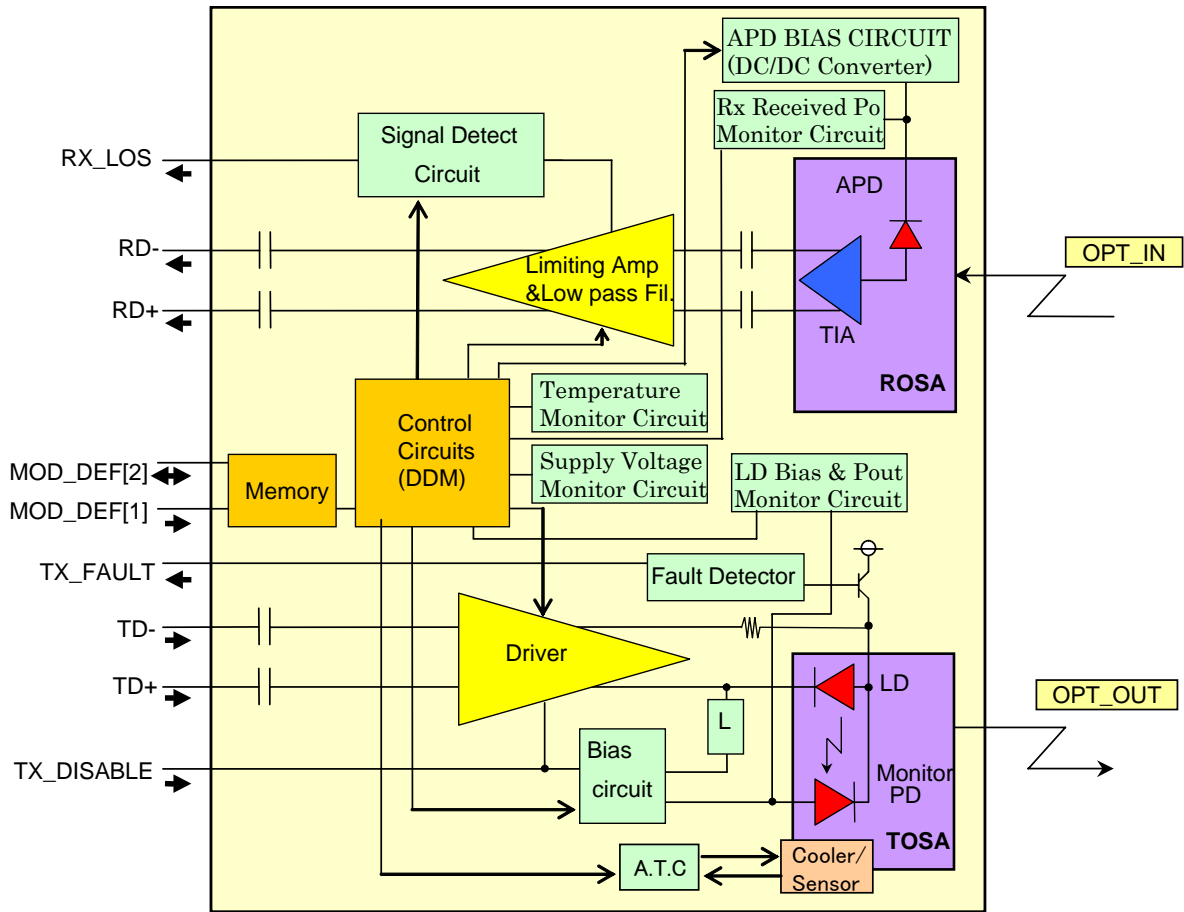 APD BIAS CIRCUIT
(DC/DC Converter)
Rx Received Po
Monitor Circuit
Signal Detect
Circuit
RX_LOS
APD
RD-
OPT_IN
Limiting Amp
&Low pass Fil.
RD+
TIA
ROSA
Temperature
Monitor Circuit
Control
Circuits
(DDM)
Supply Voltage
Monitor Circuit
LD Bias & Pout
Monitor Circuit
MOD_DEF[2]
Memory
MOD_DEF[1]
TX_FAULT
Fault Detector
TD-
Driver
TD+
LD
OPT_OUT
L
Bias
circuit
TX_DISABLE
Monitor
PD
TOSA
A.T.C
Cooler/
Sensor